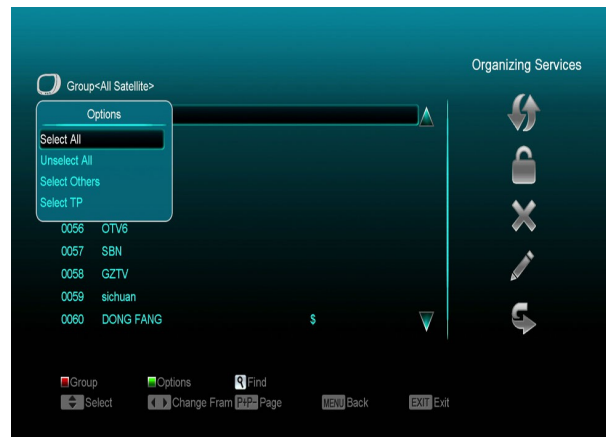 Organizing Services
Group<All Satellite>
Options
Select All
Unselect All
Select Others
Select TP
0056 OTV6
0057 SBN
0058 GZTV
0059 sichuan
0060 DONG FANG $
Group Options Find
Select Change Fram P+P- Page MENU Back EXIT Exit